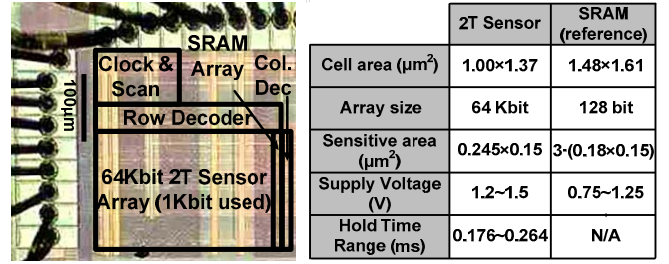 Clock &
Scan
SRAM
Array
Col.
Dec
100μm
Row Decoder
64Kbit 2T Sensor
Array (1Kbit used)
2T Sensor
SRAM
(reference)
Cell area (μm²)
1.00×1.37
1.48×1.61
Array size
64 Kbit
128 bit
Sensitive area
(μm²)
0.245×0.15
3·(0.18×0.15)
Supply Voltage
(V)
1.2~1.5
0.75~1.25
Hold Time
Range (ms)
0.176~0.264
N/A